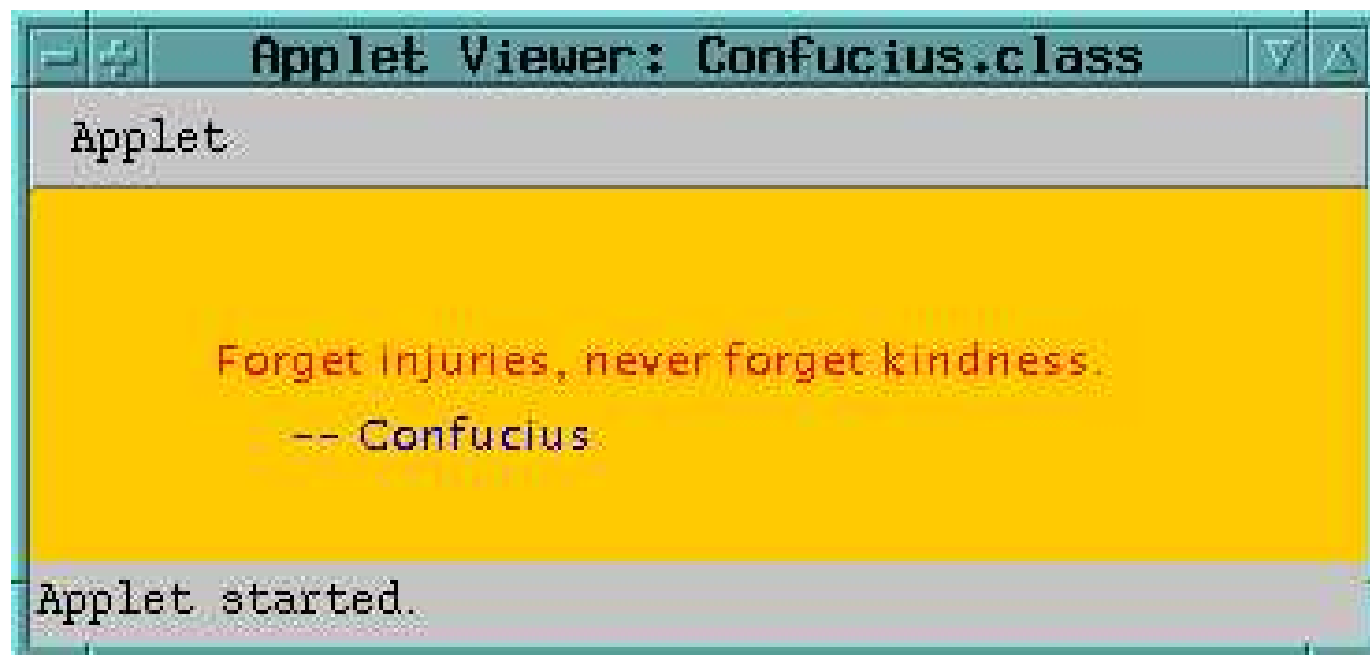 Applet Viewer: Confucius.class
Applet
Forget injuries, never forget kindness.
-- Confucius
Applet started.